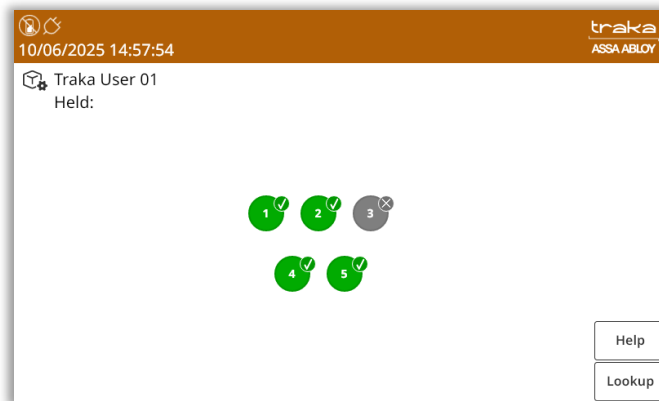 10/06/2025 14:57:54
traka
ASSA ABLOY
Traka User 01
Held:
1 2 3
4 5
Help
Lookup